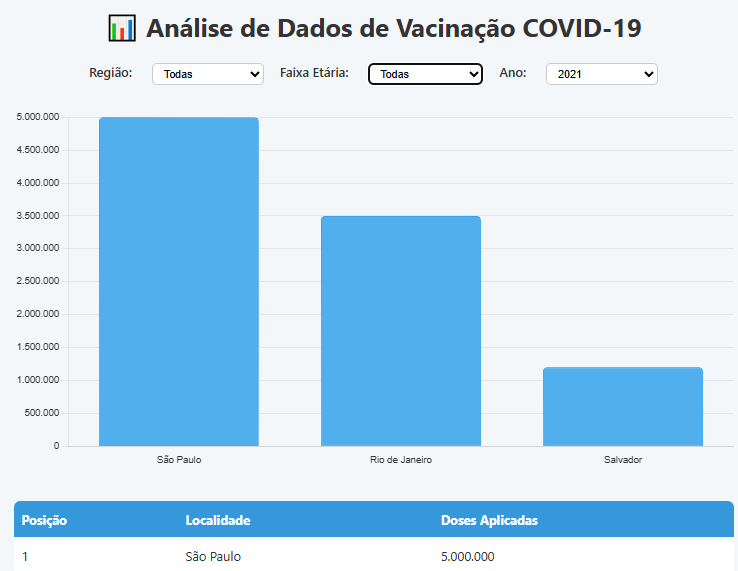 📊 Análise de Dados de Vacinação COVID-19
Região: Todas Faixa Etária: Todas Ano: 2021
5.000.000
4.500.000
4.000.000
3.500.000
3.000.000
2.500.000
2.000.000
1.500.000
1.000.000
500.000
0
São Paulo Rio de Janeiro Salvador
Posição Localidade Doses Aplicadas
1 São Paulo 5.000.000